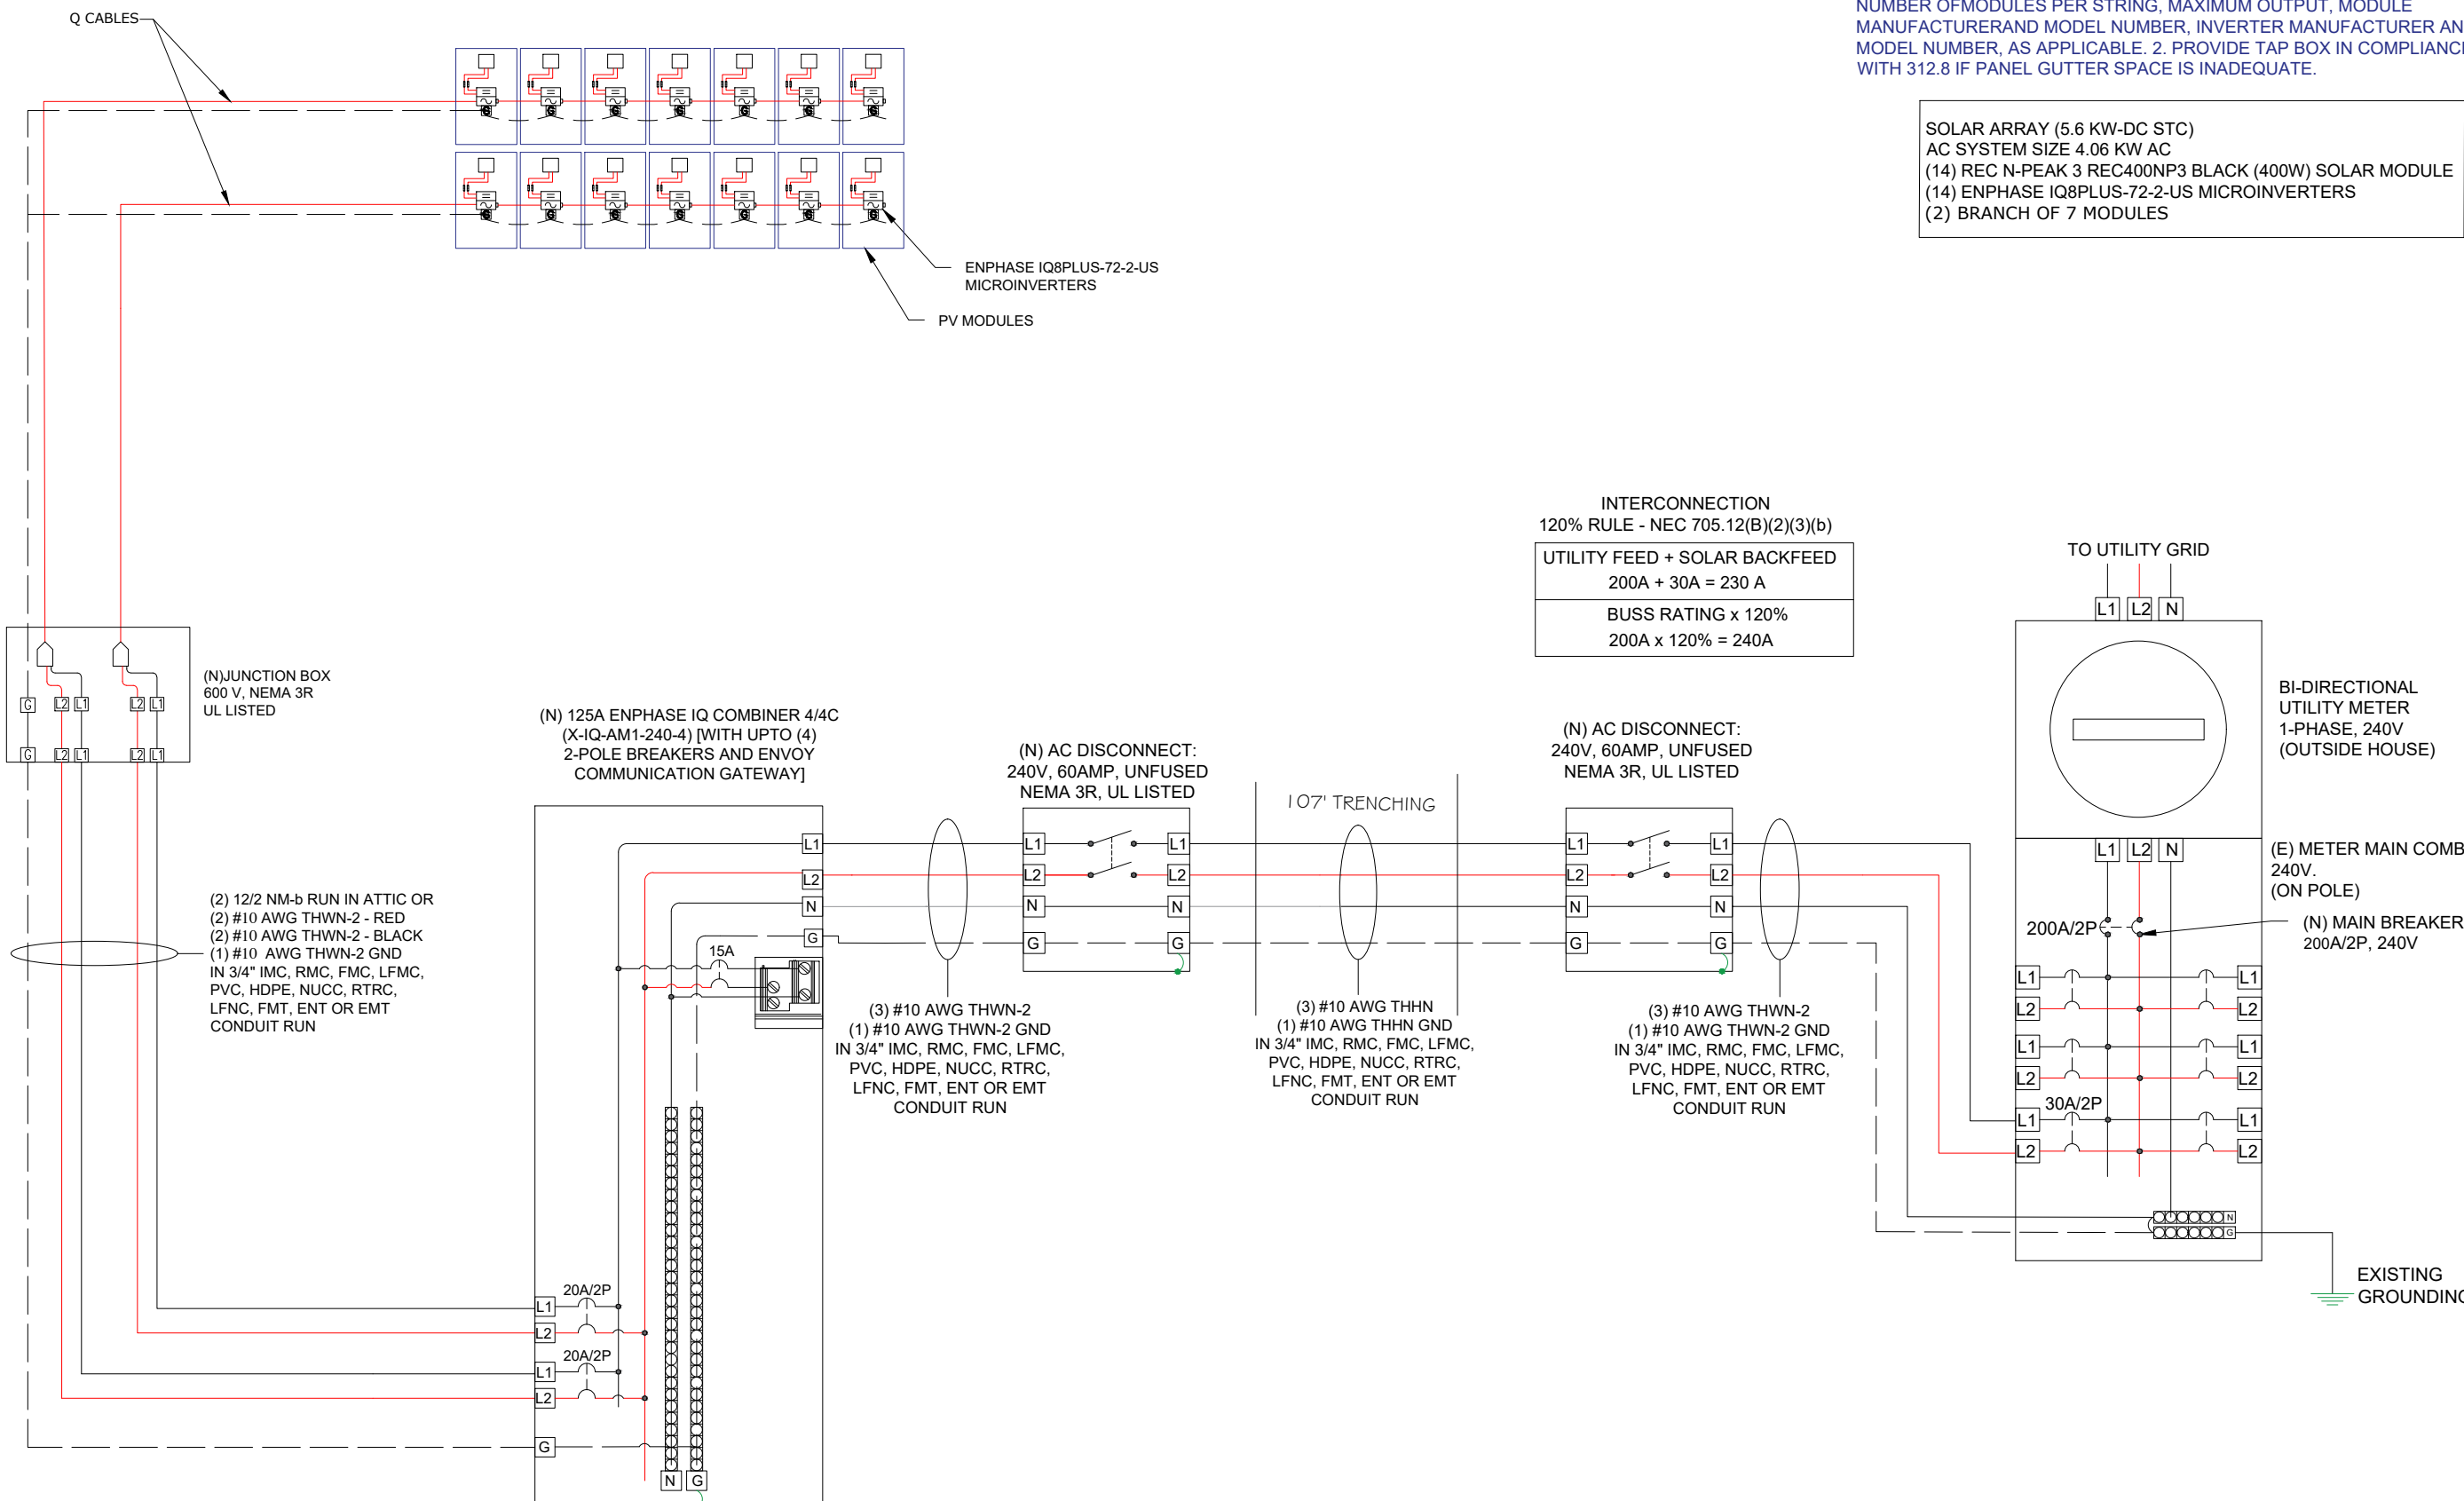 Q CABLES
NUMBER OFMODULES PER STRING, MAXIMUM OUTPUT, MODULE
MANUFACTURERAND MODEL NUMBER, INVERTER MANUFACTURER AN
MODEL NUMBER, AS APPLICABLE. 2. PROVIDE TAP BOX IN COMPLIANC
WITH 312.8 IF PANEL GUTTER SPACE IS INADEQUATE.
SOLAR ARRAY (5.6 KW-DC STC)
AC SYSTEM SIZE 4.06 KW AC
(14) REC N-PEAK 3 REC400NP3 BLACK (400W) SOLAR MODULE
(14) ENPHASE IQ8PLUS-72-2-US MICROINVERTERS
(2) BRANCH OF 7 MODULES
G G G G G G G
G G G G G G G
ENPHASE IQ8PLUS-72-2-US
MICROINVERTERS
PV MODULES
INTERCONNECTION
120% RULE - NEC 705.12(B)(2)(3)(b)
UTILITY FEED + SOLAR BACKFEED
200A + 30A = 230 A
BUSS RATING x 120%
200A x 120% = 240A
TO UTILITY GRID
L1 L2 N
BI-DIRECTIONAL
UTILITY METER
1-PHASE, 240V
(OUTSIDE HOUSE)
(N)JUNCTION BOX
600 V, NEMA 3R
UL LISTED
G L2 L1 L2 L1
G L2 L1 L2 L1
(N) 125A ENPHASE IQ COMBINER 4/4C
(X-IQ-AM1-240-4) [WITH UPTO (4)
2-POLE BREAKERS AND ENVOY
COMMUNICATION GATEWAY]
(N) AC DISCONNECT:
240V, 60AMP, UNFUSED
NEMA 3R, UL LISTED
107' TRENCHING
(N) AC DISCONNECT:
240V, 60AMP, UNFUSED
NEMA 3R, UL LISTED
L1 L1 L1 L1 L1
L2 L2 L2 L2 L2
N N N N N
G G G G G
L1 L2 N
(E) METER MAIN COMB
240V.
(ON POLE)
200A/2P
(N) MAIN BREAKER
200A/2P, 240V
(2) 12/2 NM-b RUN IN ATTIC OR
(2) #10 AWG THWN-2 - RED
(2) #10 AWG THWN-2 - BLACK
(1) #10 AWG THWN-2 GND
IN 3/4" IMC, RMC, FMC, LFMC,
PVC, HDPE, NUCC, RTRC,
LFNC, FMT, ENT OR EMT
CONDUIT RUN
15A
(3) #10 AWG THWN-2
(1) #10 AWG THWN-2 GND
IN 3/4" IMC, RMC, FMC, LFMC,
PVC, HDPE, NUCC, RTRC,
LFNC, FMT, ENT OR EMT
CONDUIT RUN
(3) #10 AWG THHN
(1) #10 AWG THHN GND
IN 3/4" IMC, RMC, FMC, LFMC,
PVC, HDPE, NUCC, RTRC,
LFNC, FMT, ENT OR EMT
CONDUIT RUN
(3) #10 AWG THWN-2
(1) #10 AWG THWN-2 GND
IN 3/4" IMC, RMC, FMC, LFMC,
PVC, HDPE, NUCC, RTRC,
LFNC, FMT, ENT OR EMT
CONDUIT RUN
L1 L1
L2 L2
L1 L1
L2 L2
30A/2P
L1 L1
L2 L2
N
G
EXISTING
GROUNDING
20A/2P
L1
L2
20A/2P
L1
L2
G
N G